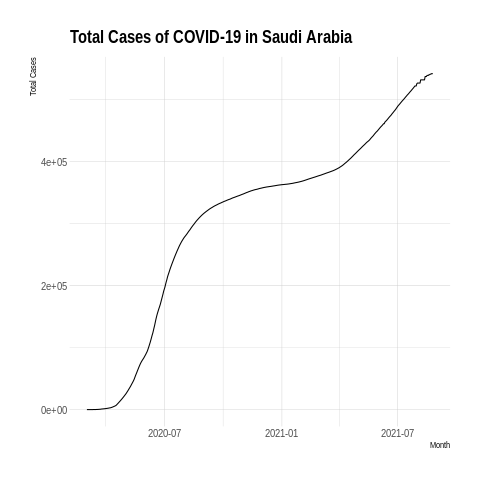 Total Cases of COVID-19 in Saudi Arabia
Total Cases
4e+05
2e+05
0e+00
2020-07
2021-01
2021-07
Month